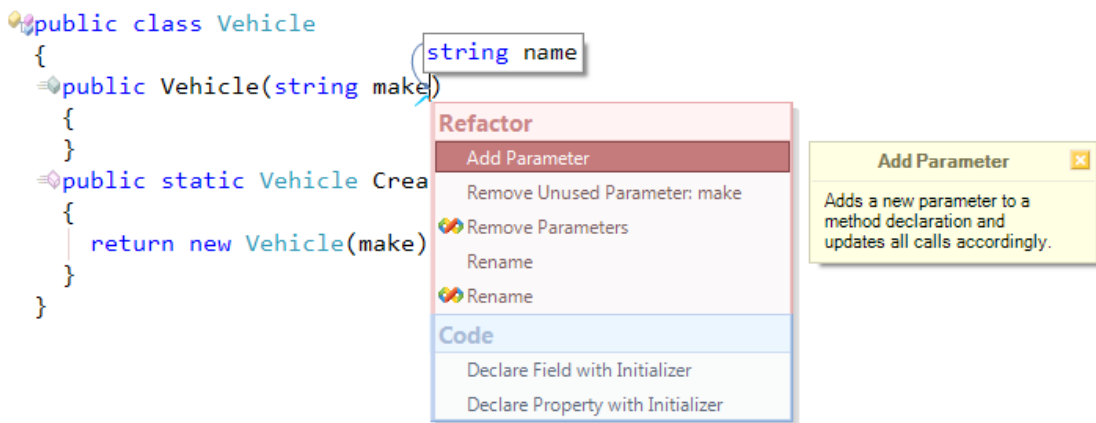 public class Vehicle
{
string name
public Vehicle(string make)
{
}
public static Vehicle Crea
{
return new Vehicle(make)
}
}
Refactor
Add Parameter
Remove Unused Parameter: make
Remove Parameters
Rename
Rename
Code
Declare Field with Initializer
Declare Property with Initializer
Add Parameter
Adds a new parameter to a
method declaration and
updates all calls accordingly.